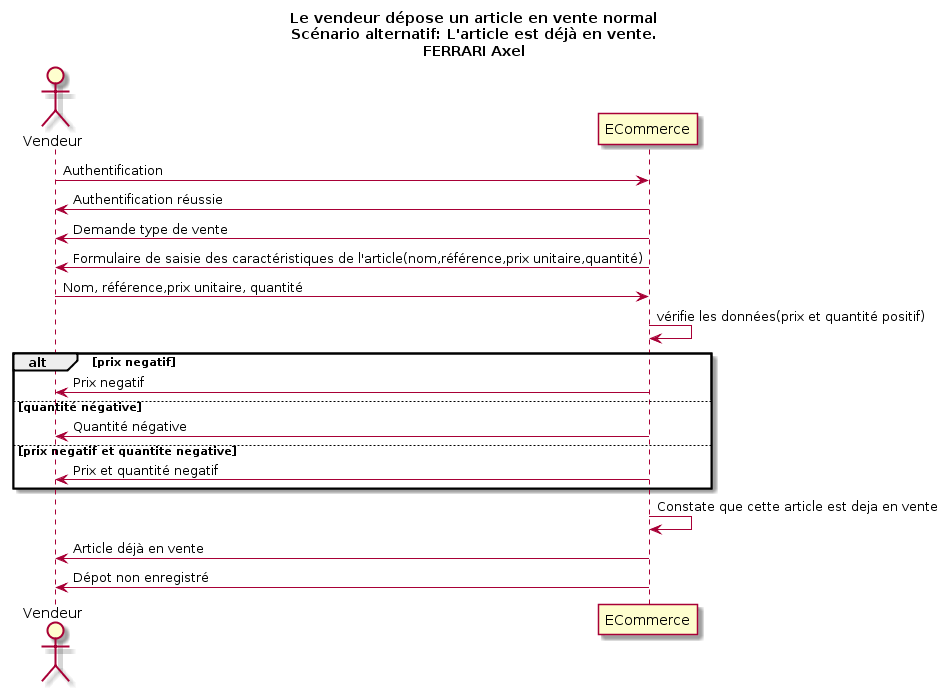 Le vendeur dépose un article en vente normal
Scénario alternatif: L'article est déjà en vente.
FERRARI Axel
Vendeur
ECommerce
Authentification
Authentification réussie
Demande type de vente
Formulaire de saisie des caractéristiques de l'article(nom,référence,prix unitaire,quantité)
Nom, référence,prix unitaire, quantité
vérifie les données(prix et quantité positif)
alt [prix negatif]
Prix negatif
[quantité négative]
Quantité négative
[prix negatif et quantite negative]
Prix et quantité negatif
Constate que cette article est deja en vente
Article déjà en vente
Dépot non enregistré
Vendeur
ECommerce